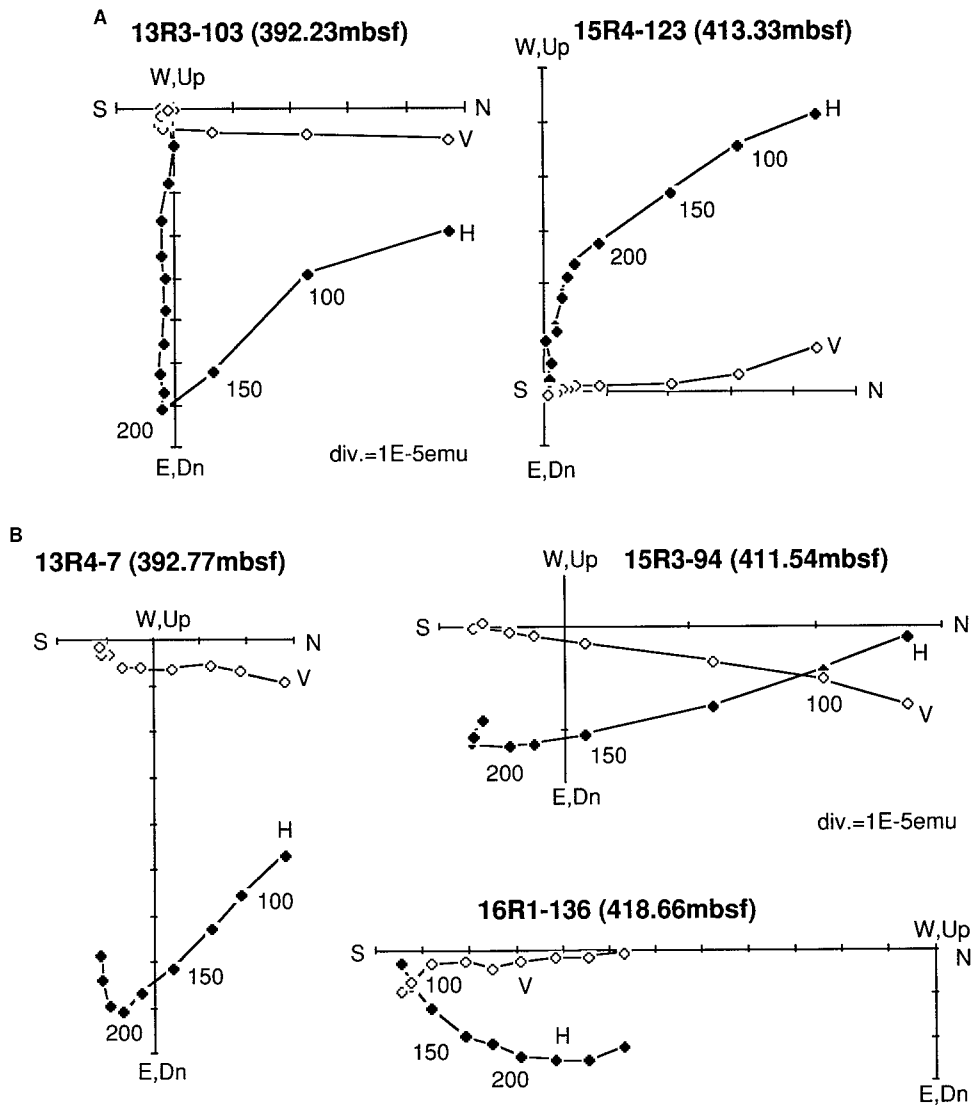 A
13R3-103 (392.23mbsf)
W,Up
S
N
V
H
100
150
200
E,Dn
div.=1E-5emu
15R4-123 (413.33mbsf)
W,Up
H
100
150
200
V
S
N
E,Dn
B
13R4-7 (392.77mbsf)
W,Up
S
N
V
H
100
150
200
E,Dn
15R3-94 (411.54mbsf)
W,Up
S
N
H
100
V
150
200
E,Dn
div.=1E-5emu
16R1-136 (418.66mbsf)
W,Up
S
N
100
V
150
H
200
E,Dn